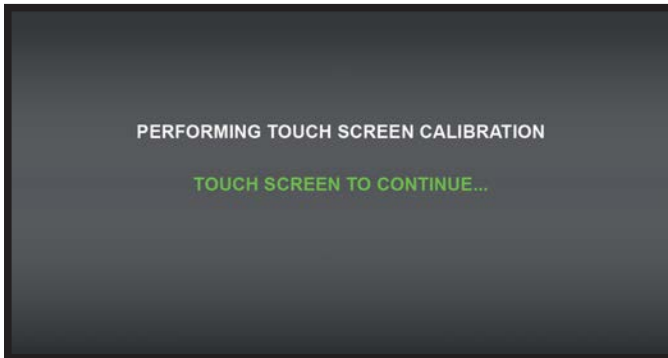 PERFORMING TOUCH SCREEN CALIBRATION
TOUCH SCREEN TO CONTINUE...